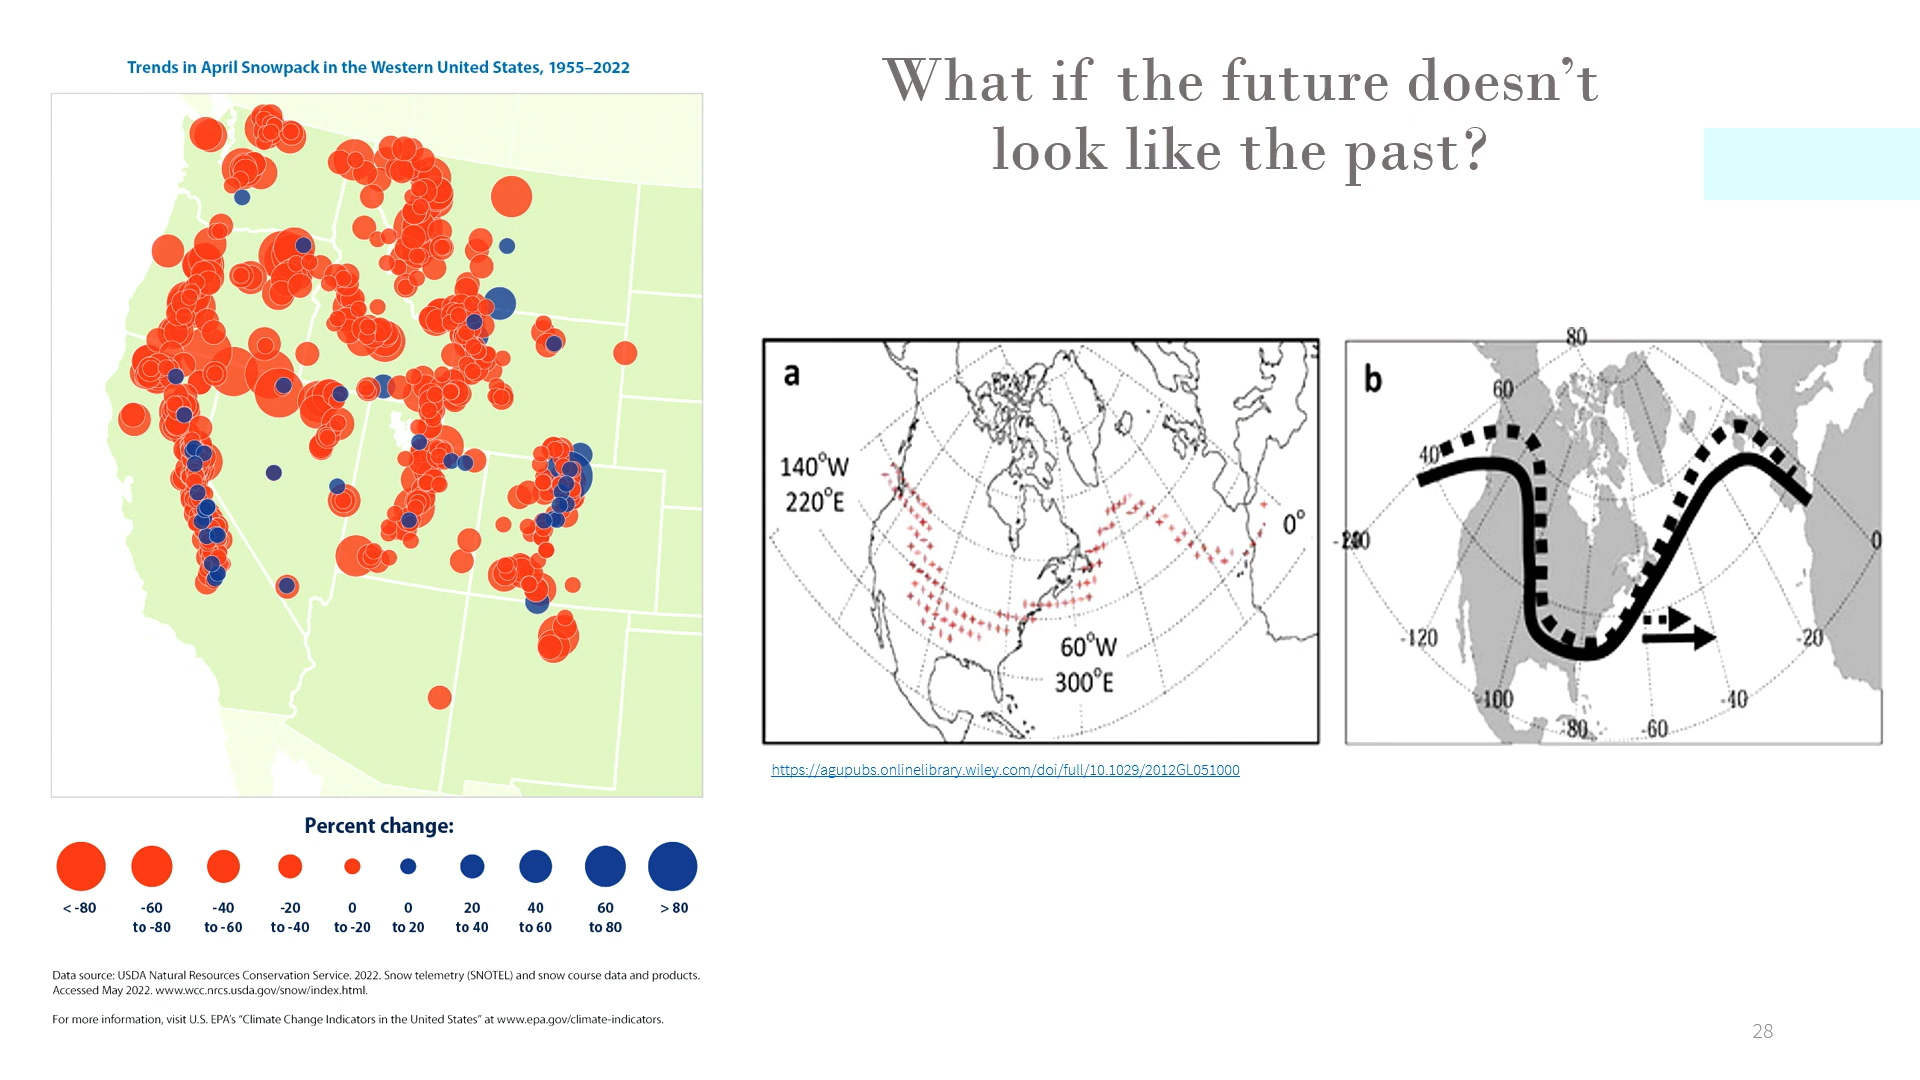 Trends in April Snowpack in the Western United States, 1955–2022
What if the future doesn't
look like the past?
a
140°W
220°E
0°
60°W
300°E
b
80
60
40
0
-120
-100
-80
-60
-40
-20
https://agupubs.onlinelibrary.wiley.com/doi/full/10.1029/2012GL051000
Percent change:
< -80 -60 -40 -20 0 0 20 40 60 > 80
to -80 to -60 to -40 to -20 to 20 to 40 to 60 to 80
Data source: USDA Natural Resources Conservation Service. 2022. Snow telemetry (SNOTEL) and snow course data and products.
Accessed May 2022. www.wcc.nrcs.usda.gov/snow/index.html.
For more information, visit U.S. EPA's "Climate Change Indicators in the United States" at www.epa.gov/climate-indicators.
28